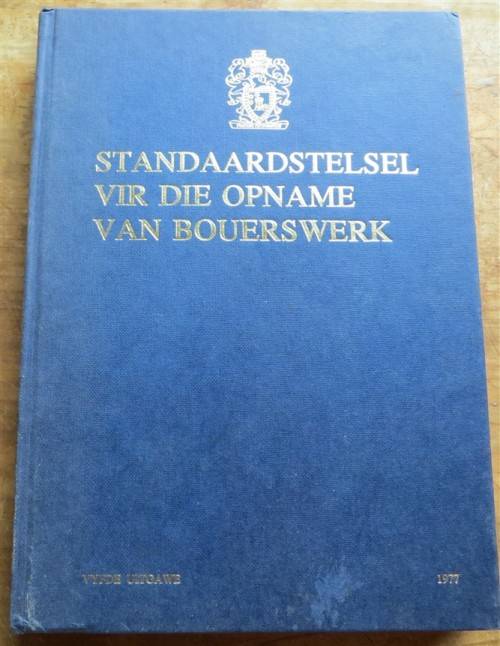 STANDAARDSTELSEL
VIR DIE OPNAME
VAN BOUERSWERK
VYFDE UITGAWE 1977